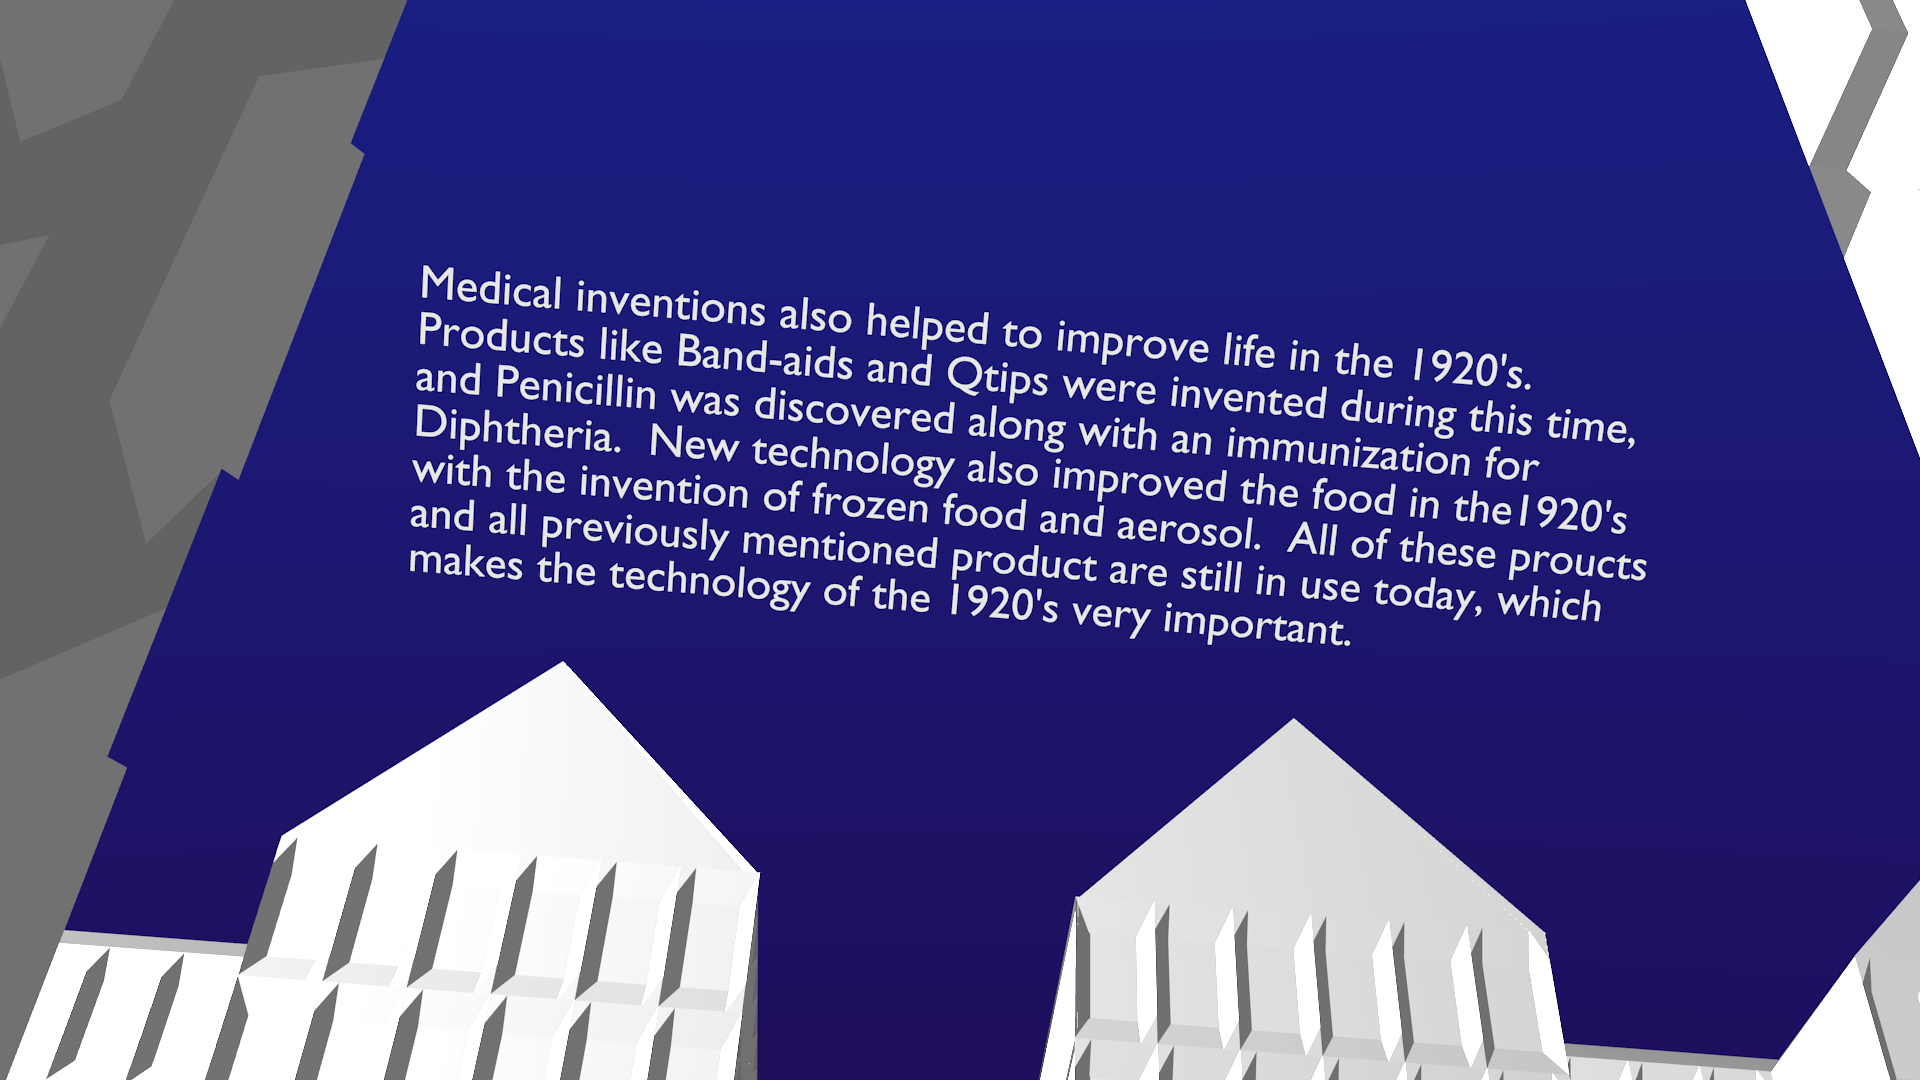 Medical inventions also helped to improve life in the 1920's.
Products like Band-aids and Qtips were invented during this time,
and Penicillin was discovered along with an immunization for
Diphtheria.  New technology also improved the food in the1920's
with the invention of frozen food and aerosol.  All of these proucts
and all previously mentioned product are still in use today, which
makes the technology of the 1920's very important.